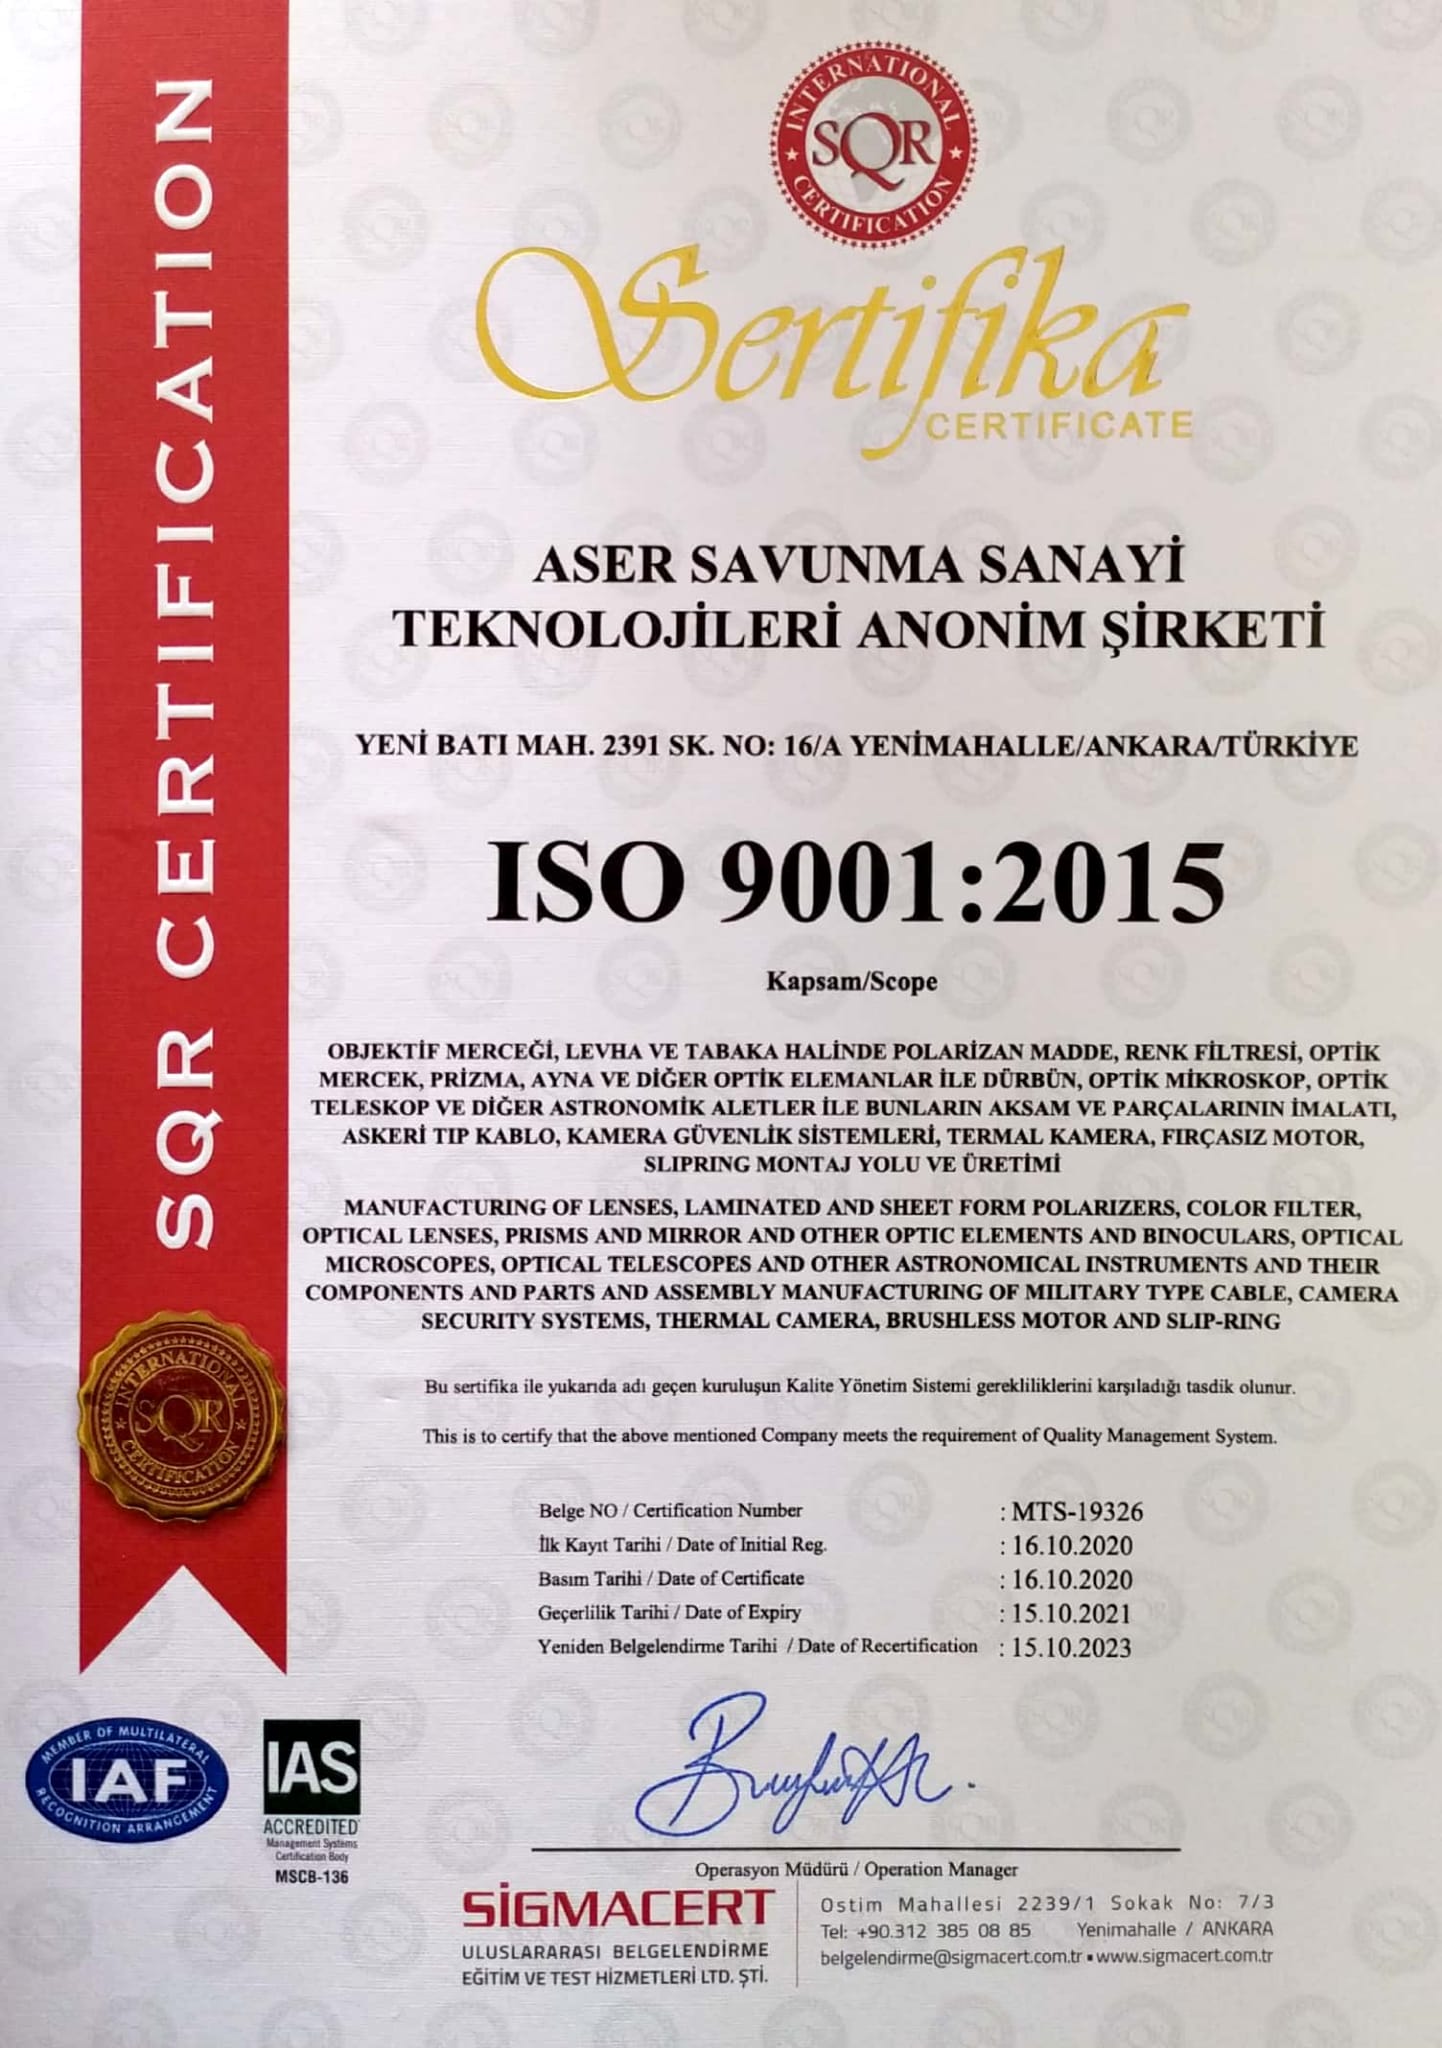 SQR CERTIFICATION
INTERNATIONAL
SQR
CERTIFICATION
Sertifika
CERTIFICATE
ASER SAVUNMA SANAYİ
TEKNOLOJİLERİ ANONİM ŞİRKETİ
YENİ BATI MAH. 2391 SK. NO: 16/A YENİMAHALLE/ANKARA/TÜRKİYE
ISO 9001:2015
Kapsam/Scope
OBJEKTİF MERCEĞİ, LEVHA VE TABAKA HALİNDE POLARİZAN MADDE, RENK FİLTRESİ, OPTİK
MERCEK, PRİZMA, AYNA VE DİĞER OPTİK ELEMANLAR İLE DÜRBÜN, OPTİK MİKROSKOP, OPTİK
TELESKOP VE DİĞER ASTRONOMİK ALETLER İLE BUNLARIN AKSAM VE PARÇALARININ İMALATI,
ASKERİ TIP KABLO, KAMERA GÜVENLİK SİSTEMLERİ, TERMAL KAMERA, FIRÇASIZ MOTOR,
SLIPRING MONTAJ YOLU VE ÜRETİMİ
MANUFACTURING OF LENSES, LAMINATED AND SHEET FORM POLARIZERS, COLOR FILTER,
OPTICAL LENSES, PRISMS AND MIRROR AND OTHER OPTIC ELEMENTS AND BINOCULARS, OPTICAL
MICROSCOPES, OPTICAL TELESCOPES AND OTHER ASTRONOMICAL INSTRUMENTS AND THEIR
COMPONENTS AND PARTS AND ASSEMBLY MANUFACTURING OF MILITARY TYPE CABLE, CAMERA
SECURITY SYSTEMS, THERMAL CAMERA, BRUSHLESS MOTOR AND SLIP-RING
INTERNATIONAL
SQR
CERTIFICATION
Bu sertifika ile yukarıda adı geçen kuruluşun Kalite Yönetim Sistemi gerekliliklerini karşıladığı tasdik olunur.
This is to certify that the above mentioned Company meets the requirement of Quality Management System.
Belge NO / Certification Number : MTS-19326
İlk Kayıt Tarihi / Date of Initial Reg. : 16.10.2020
Basım Tarihi / Date of Certificate : 16.10.2020
Geçerlilik Tarihi / Date of Expiry : 15.10.2021
Yeniden Belgelendirme Tarihi / Date of Recertification : 15.10.2023
MEMBER OF MULTILATERAL
IAF
RECOGNITION ARRANGEMENT
IAS
ACCREDITED
Management Systems
Certification Body
MSCB-136
Operasyon Müdürü / Operation Manager
SİGMACERT
ULUSLARARASI BELGELENDİRME
EĞİTİM VE TEST HİZMETLERİ LTD. ŞTİ.
Ostim Mahallesi 2239/1 Sokak No: 7/3
Tel: +90.312 385 08 85 Yenimahalle / ANKARA
belgelendirme@sigmacert.com.tr ▪ www.sigmacert.com.tr